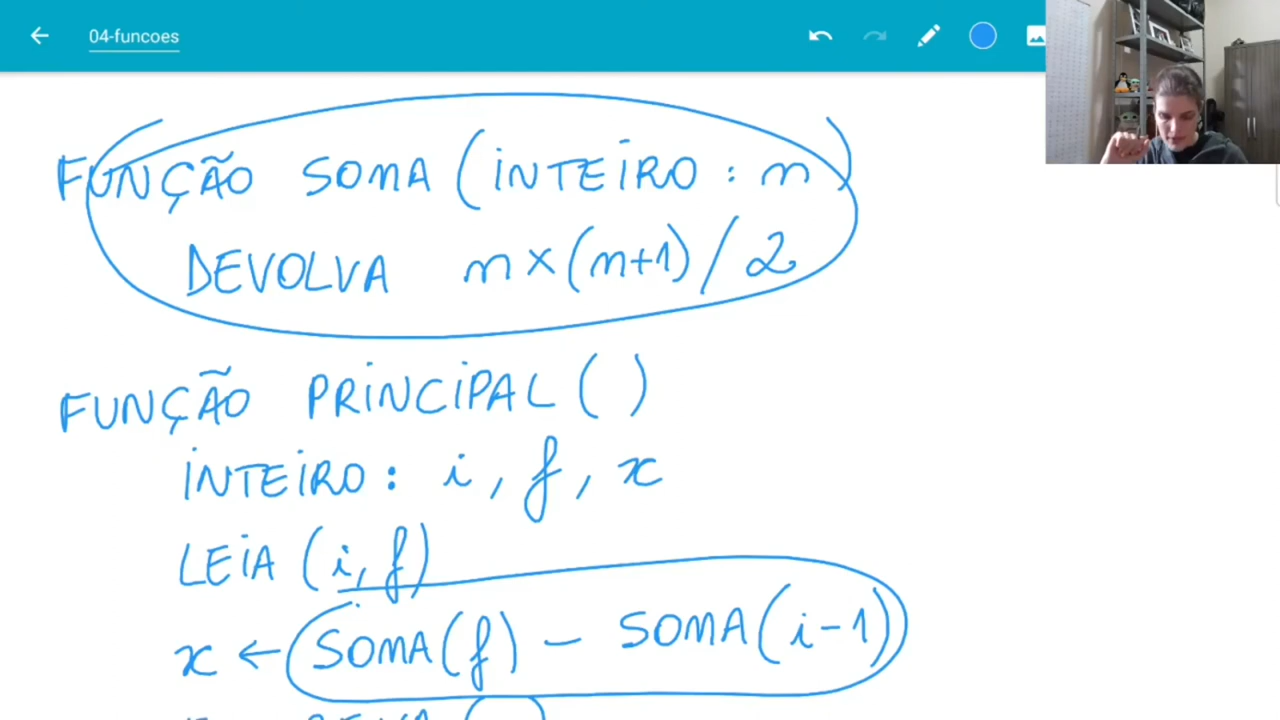 04-funcoes
FUNÇÃO SOMA (INTEIRO : n)
DEVOLVA n×(n+1)/2
FUNÇÃO PRINCIPAL ( )
INTEIRO : i, f, x
LEIA (i, f)
x ← SOMA(f) - SOMA(i-1)